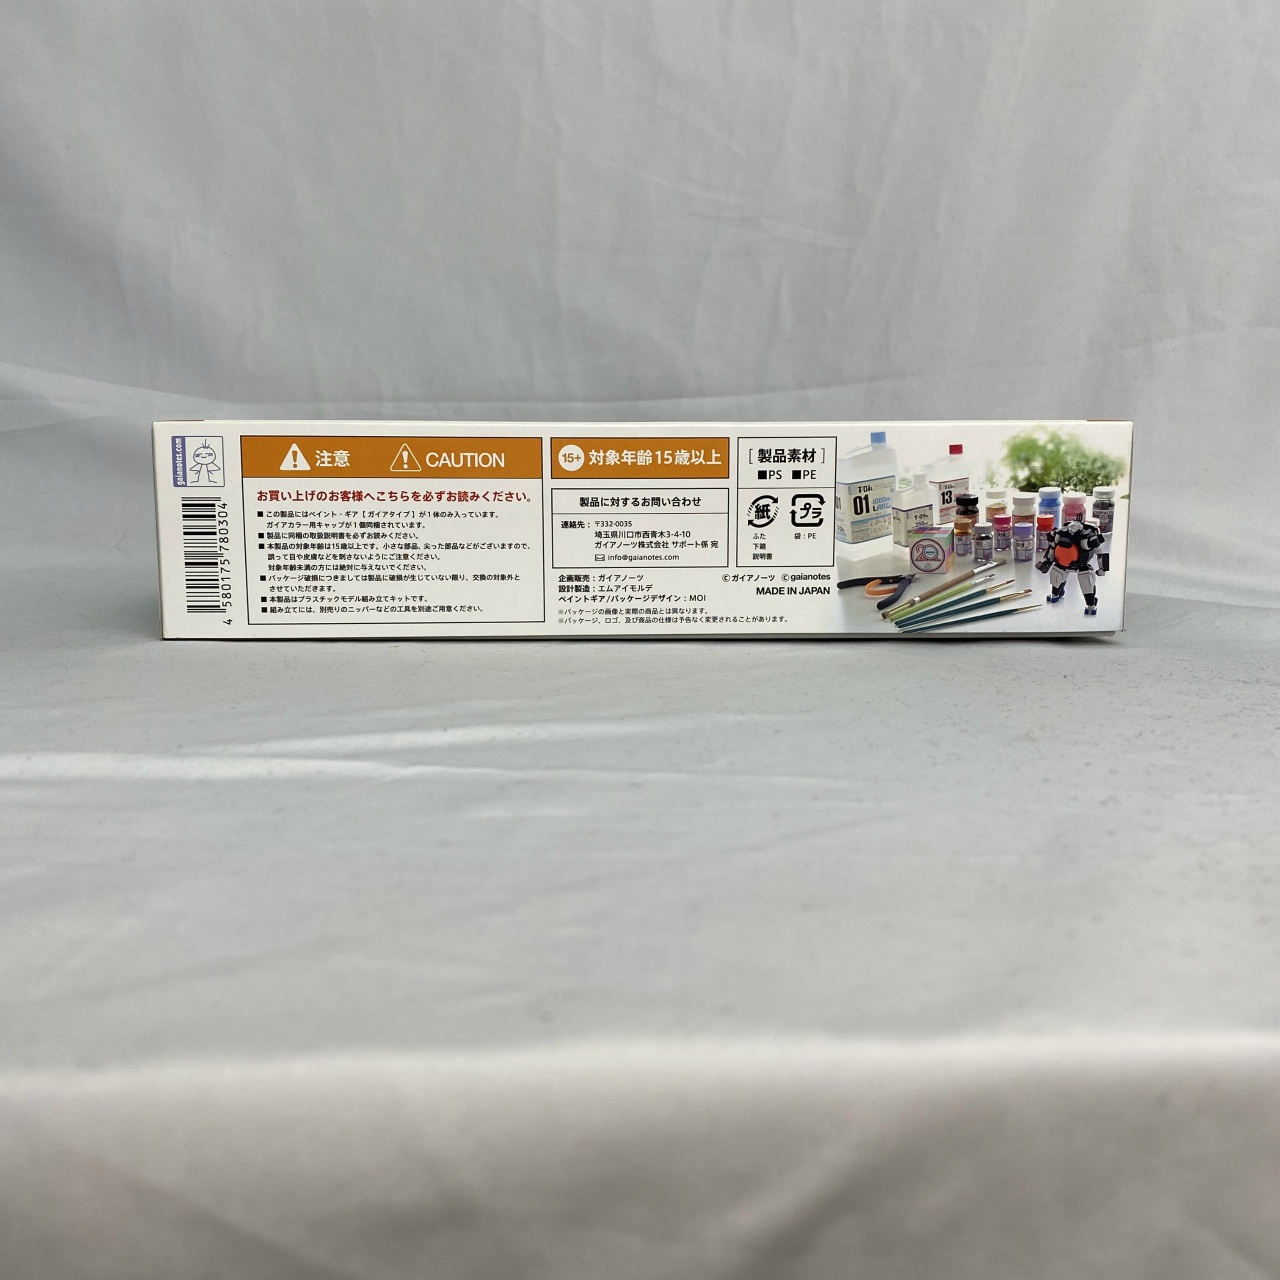 gaianotes.com
4 580175 780304
注意
CAUTION
お買い上げのお客様へこちらを必ずお読みください。
■この製品にはペイント・ギア【ガイアタイプ】が1体のみ入っています。
ガイアカラー用キャップが1個同梱されています。
■製品に同梱の取扱説明書を必ずお読みください。
■本製品の対象年齢は15歳以上です。小さな部品、尖った部品などがございますので、
誤って目や皮膚などを刺さないようにご注意ください。
対象年齢未満の方には絶対に与えないでください。
■パッケージ破損につきましては製品に破損が生じていない限り、交換の対象外と
させていただきます。
■本製品はプラスチックモデル組み立てキットです。
■組み立てには、別売りのニッパーなどの工具を別途ご用意ください。
15+ 対象年齢15歳以上
製品に対するお問い合わせ
連絡先：〒332-0035
埼玉県川口市西青木3-4-10
ガイアノーツ株式会社 サポート係 宛
info@gaianotes.com
企画販売：ガイアノーツ
設計製造：エムアイモルデ
ペイントギア/パッケージデザイン：MOI
※パッケージの画像と実際の商品とは異なります。
※パッケージ、ロゴ、及び商品の仕様は予告なく変更されることがあります。
©ガイアノーツ ©gaianotes
MADE IN JAPAN
[ 製品素材 ]
■PS ■PE
紙
ふた
下箱
説明書
プラ
袋：PE
01
13
20